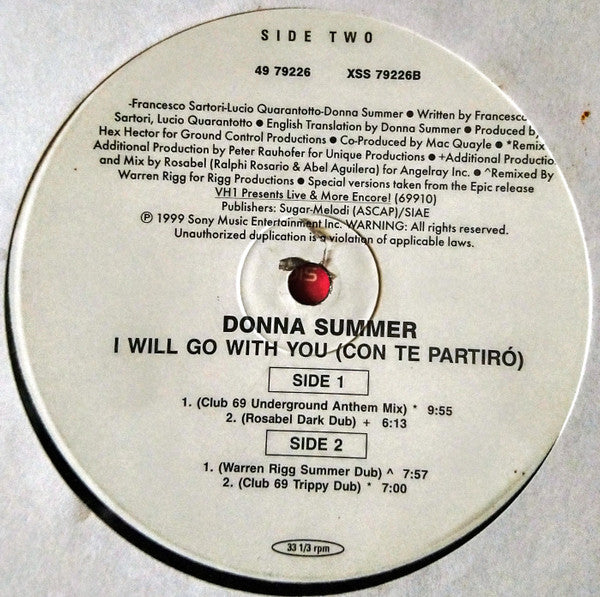 SIDE TWO
49 79226 XSS 79226B
-Francesco Sartori-Lucio Quarantotto-Donna Summer ● Written by Francesco
Sartori, Lucio Quarantotto ● English Translation by Donna Summer ● Produced by
Hex Hector for Ground Control Productions ● Co-Produced by Mac Quayle ● *Remix
Additional Production by Peter Rauhofer for Unique Productions ● +Additional Productio
and Mix by Rosabel (Ralphi Rosario & Abel Aguilera) for Angelray Inc. ● ^Remixed By
Warren Rigg for Rigg Productions ● Special versions taken from the Epic release
VH1 Presents Live & More Encore! (69910)
Publishers: Sugar-Melodi (ASCAP)/SIAE
℗ 1999 Sony Music Entertainment Inc. WARNING: All rights reserved.
Unauthorized duplication is a violation of applicable laws.
DONNA SUMMER
I WILL GO WITH YOU (CON TE PARTIRÓ)
SIDE 1
1. (Club 69 Underground Anthem Mix) * 9:55
2. (Rosabel Dark Dub) + 6:13
SIDE 2
1. (Warren Rigg Summer Dub) ^ 7:57
2. (Club 69 Trippy Dub) * 7:00
33 1/3 rpm